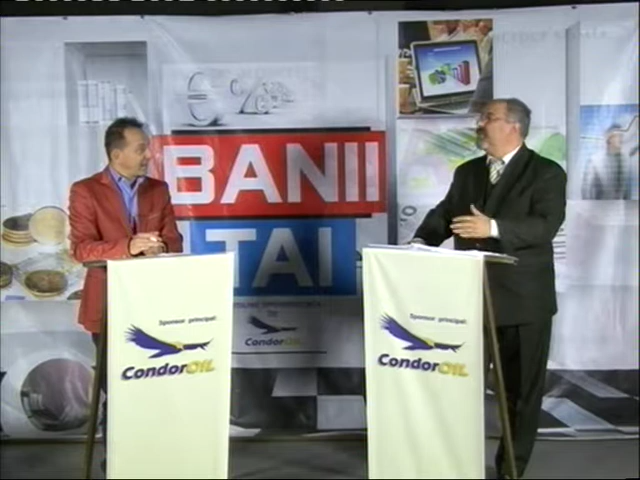 BANII
TAI
CondorOIL
Sponsor principal:
CondorOIL
Sponsor principal:
CondorOIL